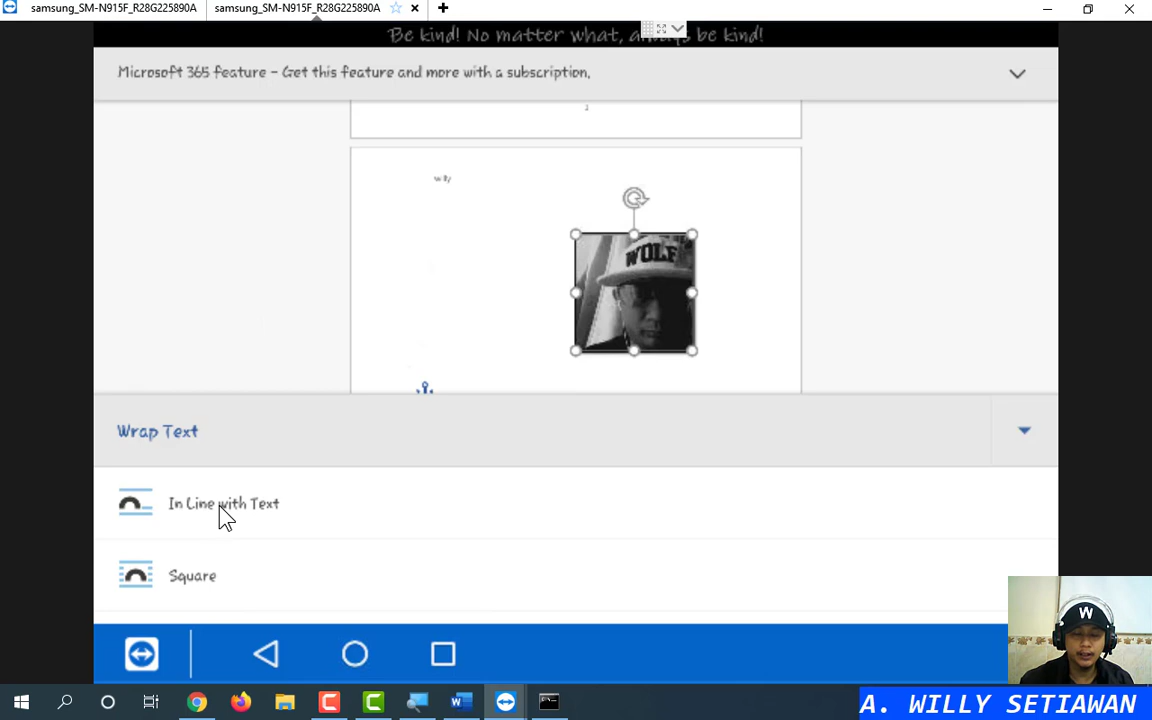 samsung_SM-N915F_R28G225890A
samsung_SM-N915F_R28G225890A
Be kind! No matter what, always be kind!
Microsoft 365 feature - Get this feature and more with a subscription,
willy
WOLF
Wrap Text
In Line with Text
Square
W
A. WILLY SETIAWAN